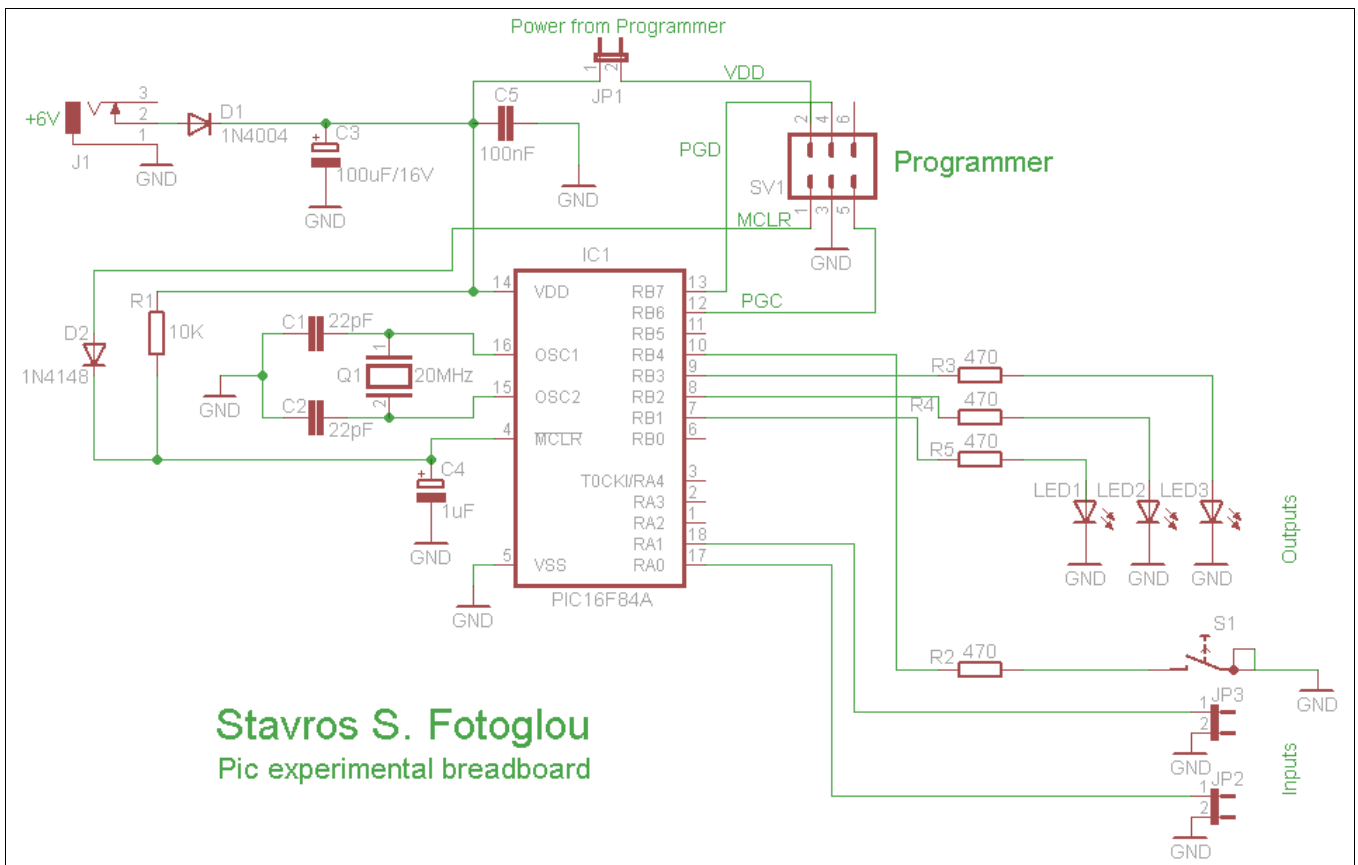 Power from Programmer
VDD
1
2
JP1
3
2
1
+6V
J1
GND
D1
1N4004
+
C3
100uF/16V
GND
C5
100nF
GND
PGD
2
4
6
SV1
1
3
5
Programmer
MCLR
GND
PGC
IC1
14
VDD
16
OSC1
15
OSC2
4
MCLR
5
VSS
RB7
13
RB6
12
RB5
11
RB4
10
RB3
9
RB2
8
RB1
7
RB0
6
T0CKI/RA4
3
RA3
2
RA2
1
RA1
18
RA0
17
PIC16F84A
R1
10K
D2
1N4148
C1
22pF
C2
22pF
GND
1
Q1
20MHz
2
+
C4
1uF
GND
GND
R3
470
R4
470
R5
470
LED1
LED2
LED3
GND
GND
GND
Outputs
R2
470
S1
GND
JP3
1
2
GND
JP2
1
2
GND
Inputs
Stavros S. Fotoglou
Pic experimental breadboard